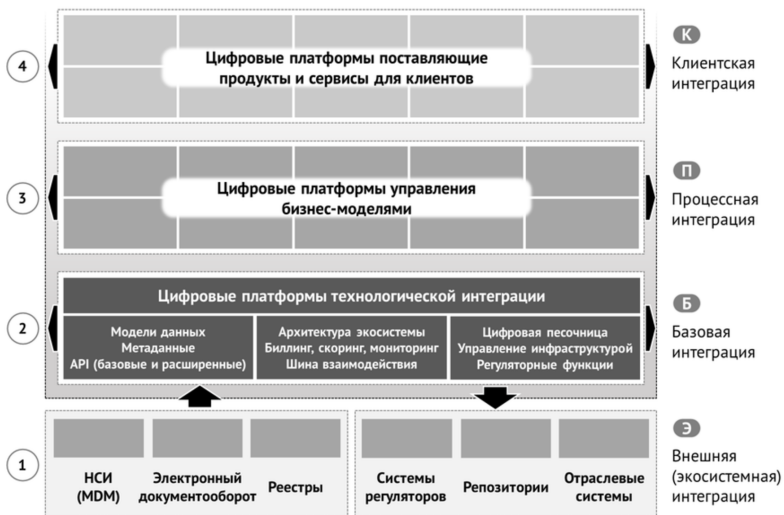 4
Цифровые платформы поставляющие
продукты и сервисы для клиентов
К
Клиентская
интеграция
3
Цифровые платформы управления
бизнес-моделями
П
Процессная
интеграция
2
Цифровые платформы технологической интеграции
Модели данных
Метаданные
API (базовые и расширенные)
Архитектура экосистемы
Биллинг, скоринг, мониторинг
Шина взаимодействия
Цифровая песочница
Управление инфраструктурой
Регуляторные функции
Б
Базовая
интеграция
1
НСИ
(MDM)
Электронный
документооборот
Реестры
Системы
регуляторов
Репозитории
Отраслевые
системы
Э
Внешняя
(экосистемная)
интеграция